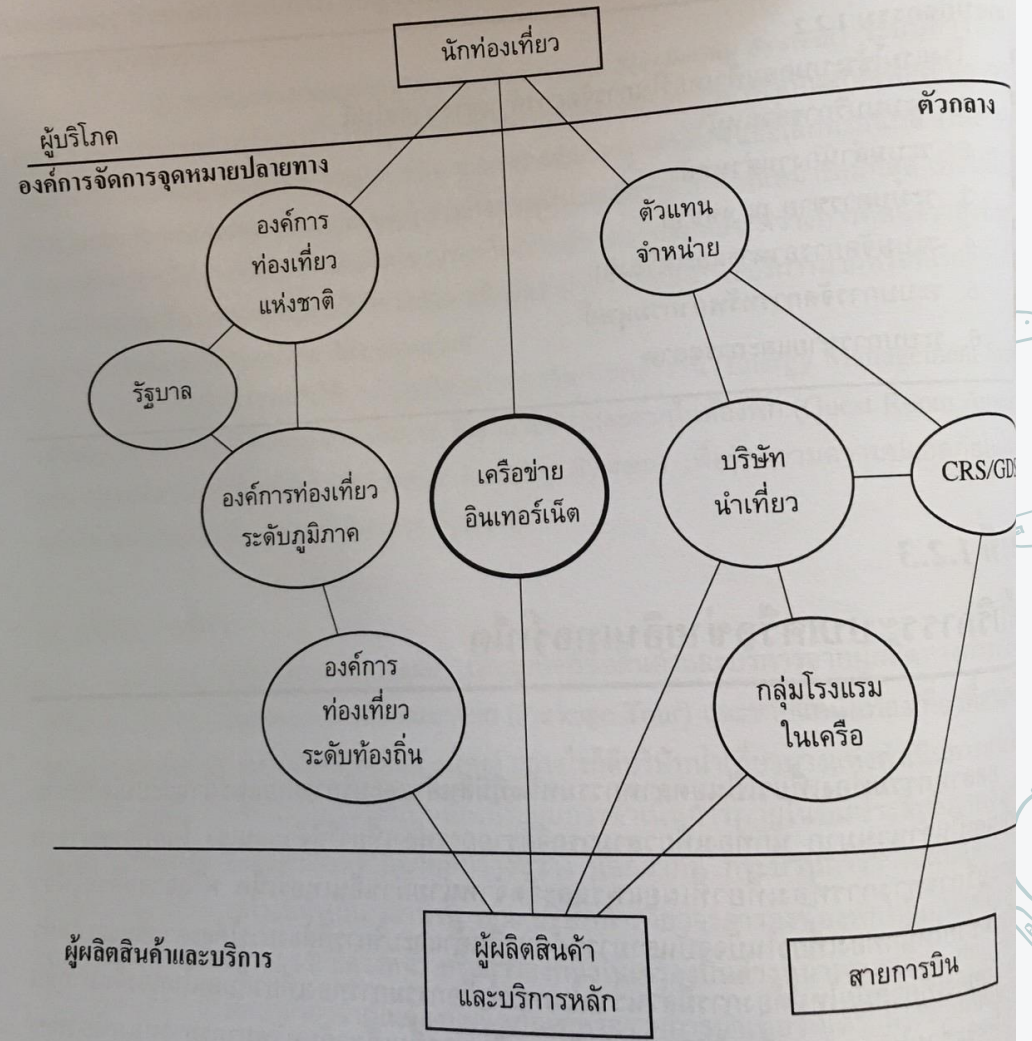 นักท่องเที่ยว
ผู้บริโภค
ตัวกลาง
องค์การจัดการจุดหมายปลายทาง
องค์การ
ท่องเที่ยว
แห่งชาติ
ตัวแทน
จำหน่าย
รัฐบาล
องค์การท่องเที่ยว
ระดับภูมิภาค
เครือข่าย
อินเทอร์เน็ต
บริษัท
นำเที่ยว
CRS/GDS
องค์การ
ท่องเที่ยว
ระดับท้องถิ่น
กลุ่มโรงแรม
ในเครือ
ผู้ผลิตสินค้าและบริการ
ผู้ผลิตสินค้า
และบริการหลัก
สายการบิน